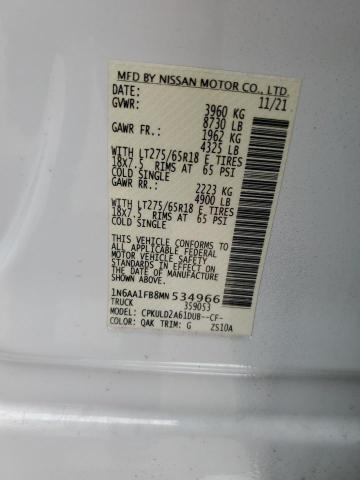 MFD BY NISSAN MOTOR CO., LTD.
DATE: 11/21
GVWR: 3960 KG
8730 LB
GAWR FR.: 1962 KG
4325 LB
WITH LT275/65R18 E TIRES
18X7.5 RIMS AT 65 PSI
COLD SINGLE
GAWR RR.: 2223 KG
4900 LB
WITH LT275/65R18 E TIRES
18X7.5 RIMS AT 65 PSI
COLD SINGLE
THIS VEHICLE CONFORMS TO
ALL APPLICABLE FEDERAL
MOTOR VEHICLE SAFETY
STANDARDS IN EFFECT ON
THE DATE OF MANUFACTURE
SHOWN ABOVE
1N6AA1FB8MN534966
TRUCK 359053
MODEL: CPKULD2A61DUB--CF-
COLOR: QAK TRIM: G ZS10A